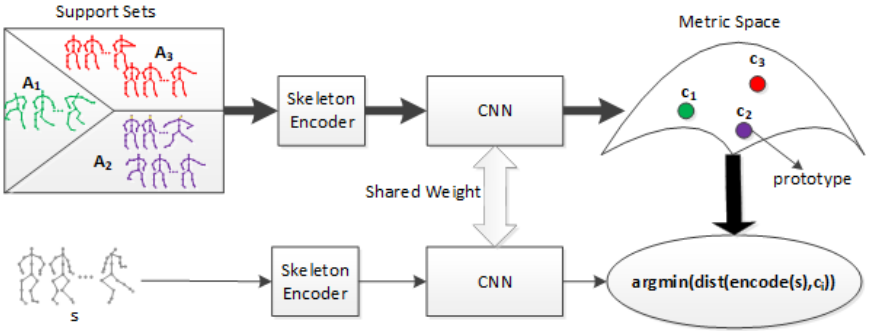 Support Sets
Metric Space
A₃
A₁
A₂
Skeleton
Encoder
CNN
c₃
c₁
c₂
prototype
Shared Weight
Skeleton
Encoder
CNN
argmin(dist(encode(s),cᵢ))
s